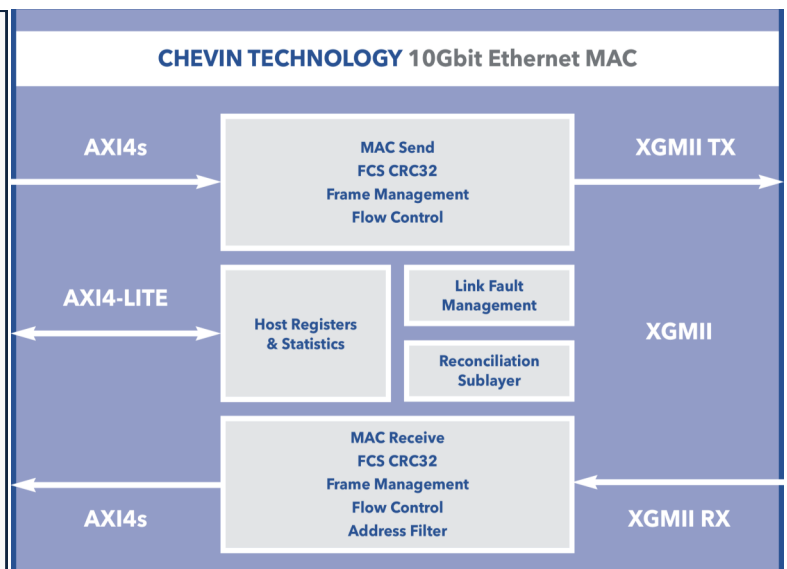 CHEVIN TECHNOLOGY 10Gbit Ethernet MAC
AXI4s
MAC Send
FCS CRC32
Frame Management
Flow Control
XGMII TX
AXI4-LITE
Host Registers
& Statistics
Link Fault
Management
Reconciliation
Sublayer
XGMII
MAC Receive
FCS CRC32
Frame Management
Flow Control
Address Filter
AXI4s
XGMII RX